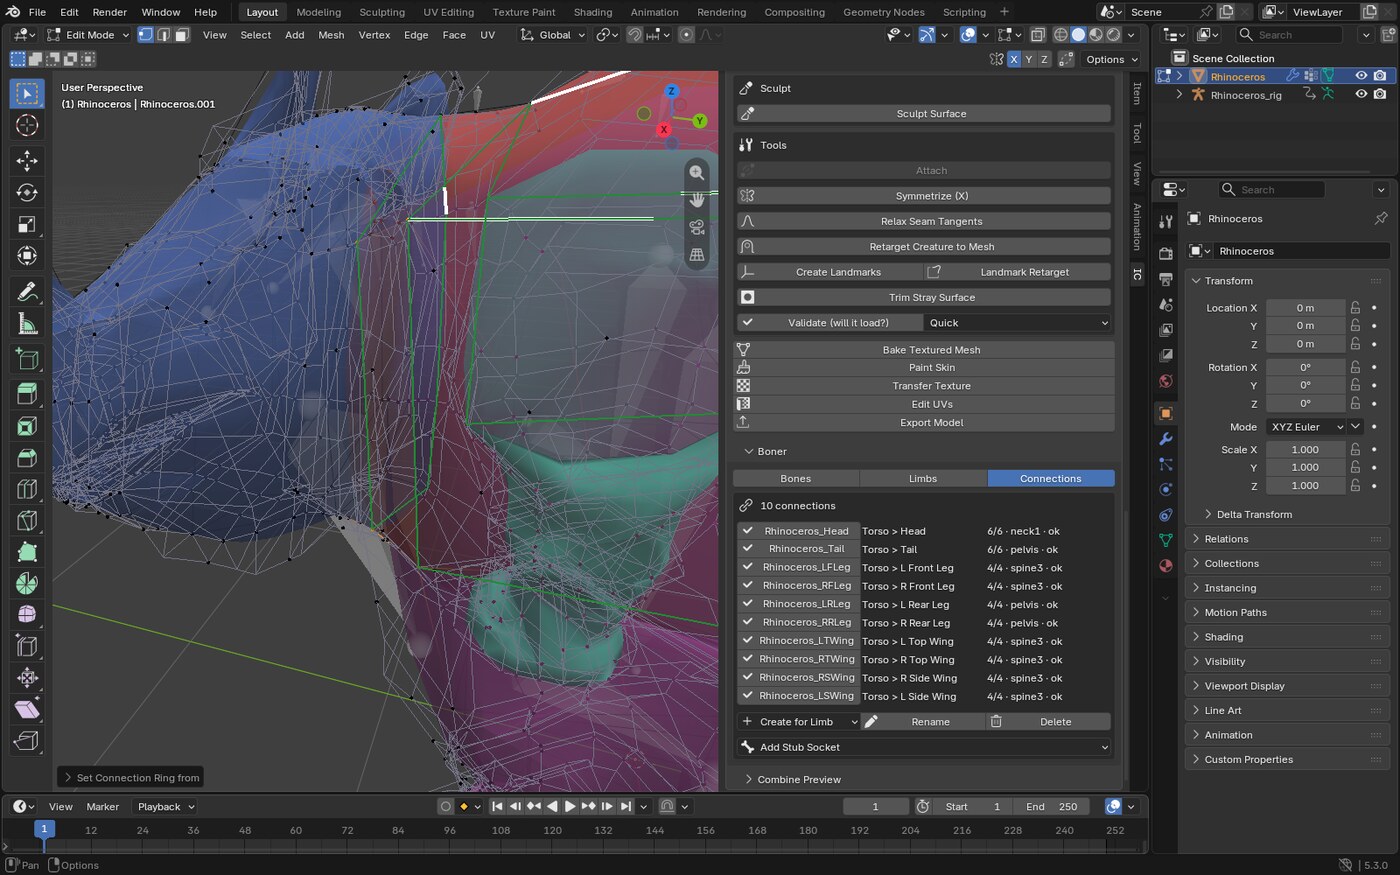 File Edit Render Window Help Layout Modeling Sculpting UV Editing Texture Paint Shading Animation Rendering Compositing Geometry Nodes Scripting + Scene ViewLayer
Edit Mode View Select Add Mesh Vertex Edge Face UV Global Search
X Y Z Options
User Perspective
(1) Rhinoceros | Rhinoceros.001
Z
Y
X
Set Connection Ring from
Sculpt
Sculpt Surface
Tools
Attach
Symmetrize (X)
Relax Seam Tangents
Retarget Creature to Mesh
Create Landmarks Landmark Retarget
Trim Stray Surface
Validate (will it load?) Quick
Bake Textured Mesh
Paint Skin
Transfer Texture
Edit UVs
Export Model
Boner
Bones Limbs Connections
10 connections
Rhinoceros_Head Torso > Head 6/6 · neck1 · ok
Rhinoceros_Tail Torso > Tail 6/6 · pelvis · ok
Rhinoceros_LFLeg Torso > L Front Leg 4/4 · spine3 · ok
Rhinoceros_RFLeg Torso > R Front Leg 4/4 · spine3 · ok
Rhinoceros_LRLeg Torso > L Rear Leg 4/4 · pelvis · ok
Rhinoceros_RRLeg Torso > R Rear Leg 4/4 · pelvis · ok
Rhinoceros_LTWing Torso > L Top Wing 4/4 · spine3 · ok
Rhinoceros_RTWing Torso > R Top Wing 4/4 · spine3 · ok
Rhinoceros_RSWing Torso > R Side Wing 4/4 · spine3 · ok
Rhinoceros_LSWing Torso > L Side Wing 4/4 · spine3 · ok
Create for Limb Rename Delete
Add Stub Socket
Combine Preview
Item
Tool
View
Animation
IC
Scene Collection
Rhinoceros
Rhinoceros_rig
Search
Rhinoceros
Rhinoceros
Transform
Location X 0 m
Y 0 m
Z 0 m
Rotation X 0°
Y 0°
Z 0°
Mode XYZ Euler
Scale X 1.000
Y 1.000
Z 1.000
Delta Transform
Relations
Collections
Instancing
Motion Paths
Shading
Visibility
Viewport Display
Line Art
Animation
Custom Properties
View Marker Playback 1 Start 1 End 250
1 12 24 36 48 60 72 84 96 108 120 132 144 156 168 180 192 204 216 228 240 252
Pan Options 5.3.0